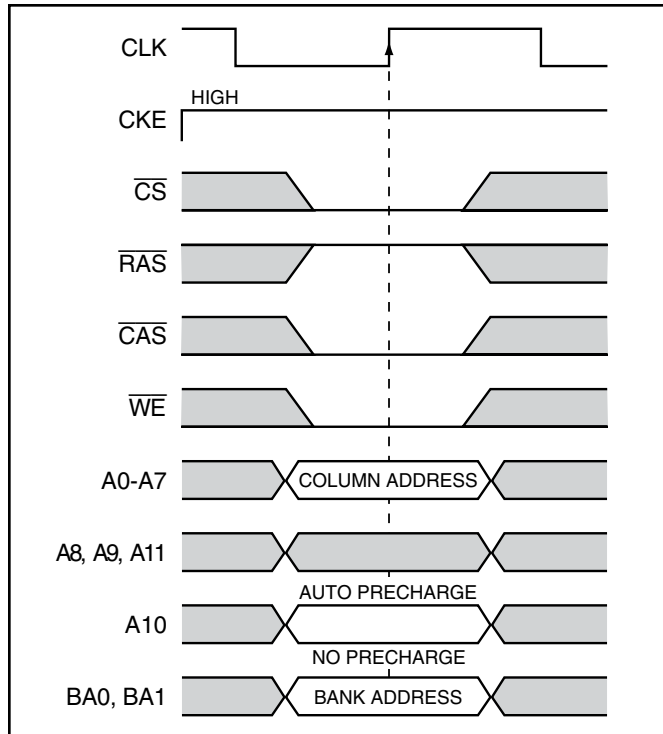 CLK
HIGH
CKE
CS
RAS
CAS
WE
A0-A7 COLUMN ADDRESS
A8, A9, A11
AUTO PRECHARGE
A10
NO PRECHARGE
BA0, BA1 BANK ADDRESS